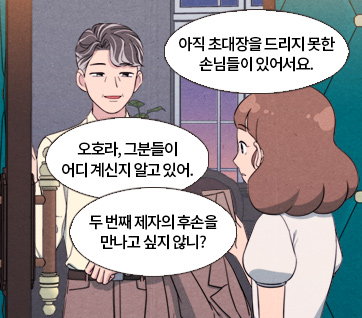 아직 초대장을 드리지 못한
손님들이 있어서요.
오호라, 그분들이
어디 계신지 알고 있어.
두 번째 제자의 후손을
만나고 싶지 않니?